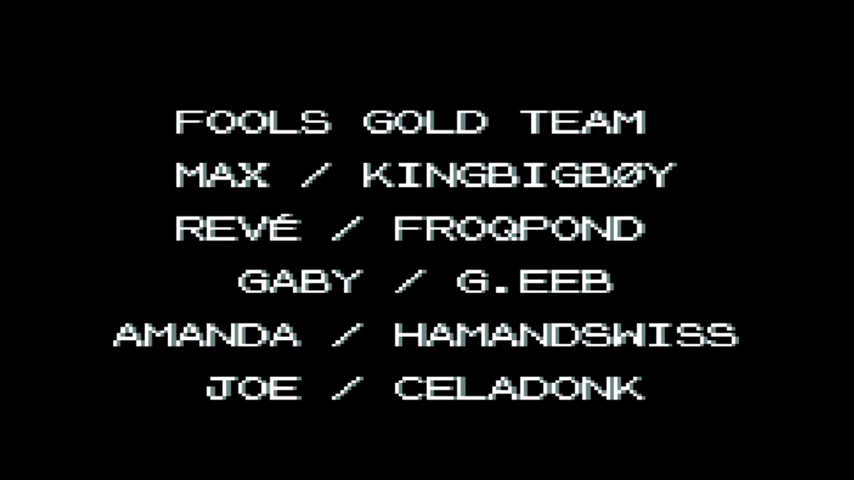 FOOLS GOLD TEAM
MAX / KINGBIGBØY
REVÉ / FROQPOND
GABY / G.EEB
AMANDA / HAMANDSWISS
JOE / CELADONK